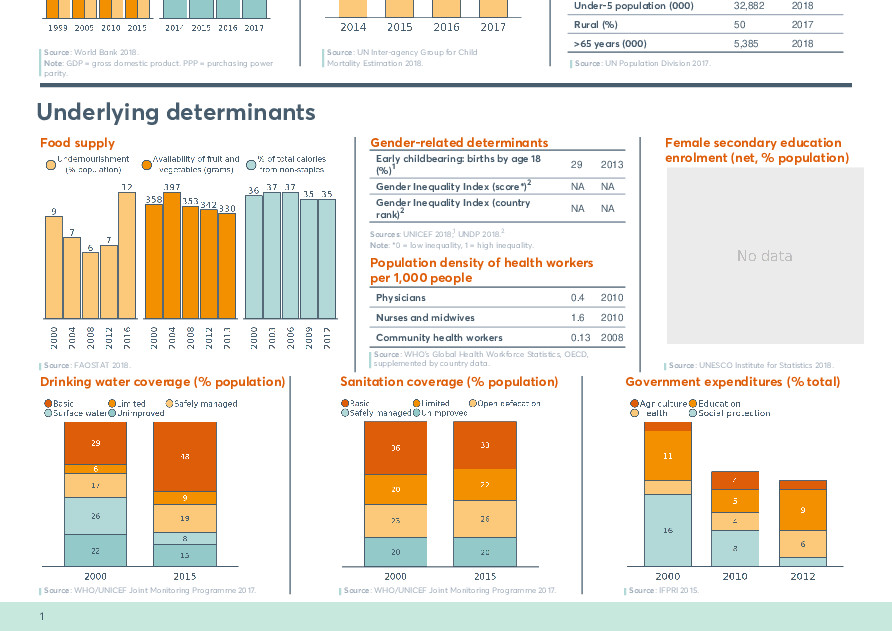 1999 2005 2010 2015
2014 2015 2016 2017
Source: World Bank 2018.
Note: GDP = gross domestic product. PPP = purchasing power
parity.
2014 2015 2016 2017
Source: UN Inter-agency Group for Child
Mortality Estimation 2018.
Under-5 population (000) 32,882 2018
Rural (%) 50 2017
>65 years (000) 5,385 2018
Source: UN Population Division 2017.
Underlying determinants
Food supply
Undernourishment
(% population)
Availability of fruit and
vegetables (grams)
% of total calories
from non-staples
9 7 6 7 12
358 397 353 342 330
36 37 37 35 35
2000 2004 2008 2012 2016
2000 2004 2008 2012
2000 2006 2009 2012
Source: FAOSTAT 2018.
Gender-related determinants
Early childbearing: births by age 18
(%)1 29 2013
Gender Inequality Index (score*)2 NA NA
Gender Inequality Index (country
rank)2 NA NA
Sources: UNICEF 2018,1 UNDP 2018.2
Note: *0 = low inequality, 1 = high inequality.
Population density of health workers
per 1,000 people
Physicians 0.4 2010
Nurses and midwives 1.6 2010
Community health workers 0.13 2008
Source: WHO's Global Health Workforce Statistics, OECD,
supplemented by country data.
Female secondary education
enrolment (net, % population)
No data
Source: UNESCO Institute for Statistics 2018.
Drinking water coverage (% population)
Basic Limited Safely managed
Surface water Unimproved
29 6 17 26 22
48 9 19 8
2000 2015
Source: WHO/UNICEF Joint Monitoring Programme 2017.
Sanitation coverage (% population)
Basic Limited Open defecation
Safely managed Unimproved
20 20
22 26 20
2000 2015
Source: WHO/UNICEF Joint Monitoring Programme 2017.
Government expenditures (% total)
Agriculture Education
Health Social protection
11 16
4
9 6
2000 2010 2012
Source: IFPRI 2015.
1